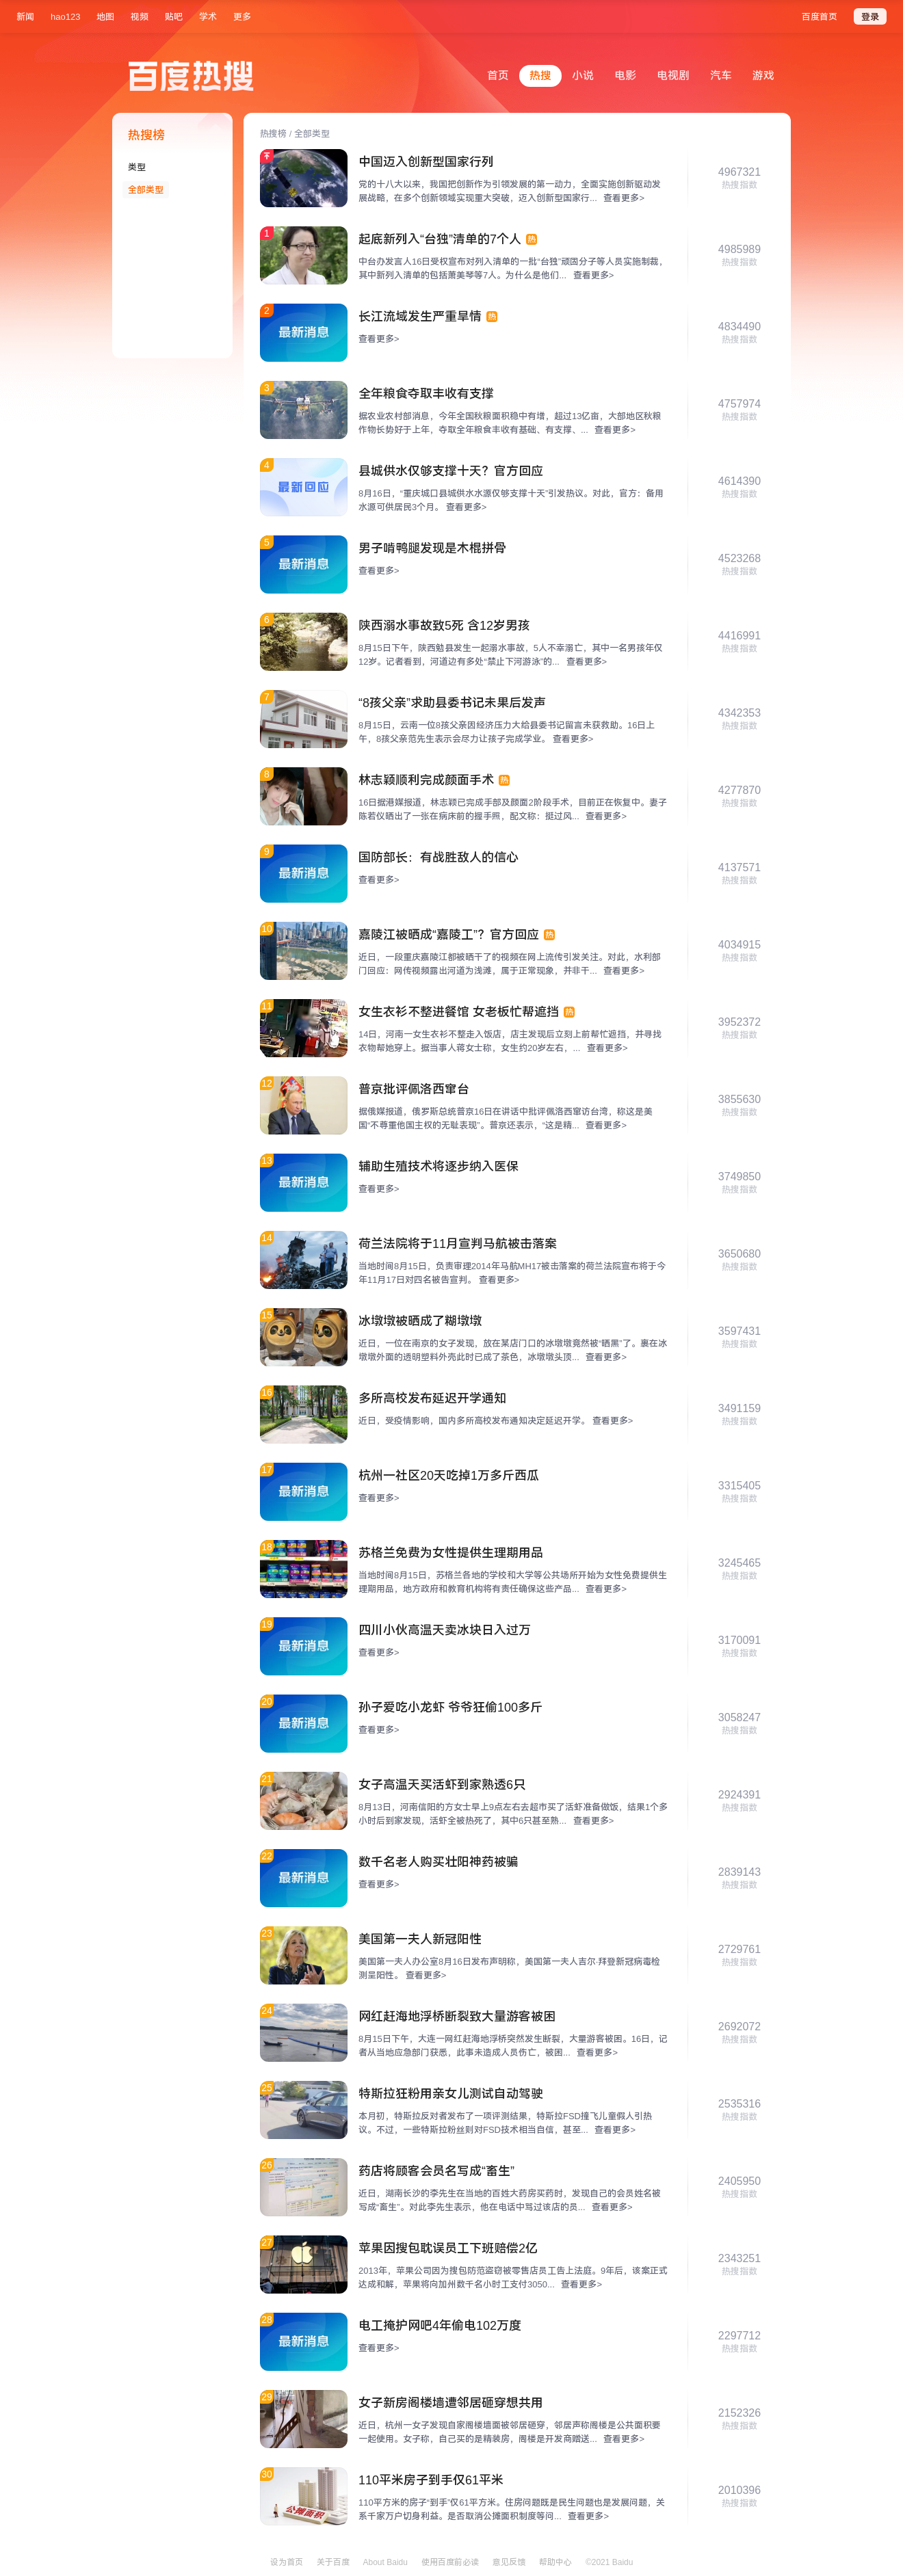 新闻 hao123 地图 视频 贴吧 学术 更多 百度首页 登录
百度热搜
首页 热搜 小说 电影 电视剧 汽车 游戏
热搜榜
类型
全部类型
热搜榜 / 全部类型
中国迈入创新型国家行列
党的十八大以来，我国把创新作为引领发展的第一动力，全面实施创新驱动发
展战略，在多个创新领域实现重大突破，迈入创新型国家行... 查看更多>
4967321
热搜指数
1
起底新列入“台独”清单的7个人 热
中台办发言人16日受权宣布对列入清单的一批“台独”顽固分子等人员实施制裁，
其中新列入清单的包括萧美琴等7人。为什么是他们... 查看更多>
4985989
热搜指数
2
最新消息
长江流域发生严重旱情 热
查看更多>
4834490
热搜指数
3
全年粮食夺取丰收有支撑
据农业农村部消息，今年全国秋粮面积稳中有增，超过13亿亩，大部地区秋粮
作物长势好于上年，夺取全年粮食丰收有基础、有支撑、... 查看更多>
4757974
热搜指数
4
最新回应
县城供水仅够支撑十天？官方回应
8月16日，“重庆城口县城供水水源仅够支撑十天”引发热议。对此，官方：备用
水源可供居民3个月。 查看更多>
4614390
热搜指数
5
最新消息
男子啃鸭腿发现是木棍拼骨
查看更多>
4523268
热搜指数
6
陕西溺水事故致5死 含12岁男孩
8月15日下午，陕西勉县发生一起溺水事故，5人不幸溺亡，其中一名男孩年仅
12岁。记者看到，河道边有多处“禁止下河游泳”的... 查看更多>
4416991
热搜指数
7
“8孩父亲”求助县委书记未果后发声
8月15日，云南一位8孩父亲因经济压力大给县委书记留言未获救助。16日上
午，8孩父亲范先生表示会尽力让孩子完成学业。 查看更多>
4342353
热搜指数
8
林志颖顺利完成颜面手术 热
16日据港媒报道，林志颖已完成手部及颜面2阶段手术，目前正在恢复中。妻子
陈若仪晒出了一张在病床前的握手照，配文称：挺过风... 查看更多>
4277870
热搜指数
9
最新消息
国防部长：有战胜敌人的信心
查看更多>
4137571
热搜指数
10
嘉陵江被晒成“嘉陵工”？官方回应 热
近日，一段重庆嘉陵江都被晒干了的视频在网上流传引发关注。对此，水利部
门回应：网传视频露出河道为浅滩，属于正常现象，并非干... 查看更多>
4034915
热搜指数
11
女生衣衫不整进餐馆 女老板忙帮遮挡 热
14日，河南一女生衣衫不整走入饭店，店主发现后立刻上前帮忙遮挡，并寻找
衣物帮她穿上。据当事人蒋女士称，女生约20岁左右，... 查看更多>
3952372
热搜指数
12
普京批评佩洛西窜台
据俄媒报道，俄罗斯总统普京16日在讲话中批评佩洛西窜访台湾，称这是美
国“不尊重他国主权的无耻表现”。普京还表示，“这是精... 查看更多>
3855630
热搜指数
13
最新消息
辅助生殖技术将逐步纳入医保
查看更多>
3749850
热搜指数
14
荷兰法院将于11月宣判马航被击落案
当地时间8月15日，负责审理2014年马航MH17被击落案的荷兰法院宣布将于今
年11月17日对四名被告宣判。 查看更多>
3650680
热搜指数
15
冰墩墩被晒成了糊墩墩
近日，一位在南京的女子发现，放在某店门口的冰墩墩竟然被“晒黑”了。裹在冰
墩墩外面的透明塑料外壳此时已成了茶色，冰墩墩头顶... 查看更多>
3597431
热搜指数
16
多所高校发布延迟开学通知
近日，受疫情影响，国内多所高校发布通知决定延迟开学。 查看更多>
3491159
热搜指数
17
最新消息
杭州一社区20天吃掉1万多斤西瓜
查看更多>
3315405
热搜指数
18
苏格兰免费为女性提供生理期用品
当地时间8月15日，苏格兰各地的学校和大学等公共场所开始为女性免费提供生
理期用品，地方政府和教育机构将有责任确保这些产品... 查看更多>
3245465
热搜指数
19
最新消息
四川小伙高温天卖冰块日入过万
查看更多>
3170091
热搜指数
20
最新消息
孙子爱吃小龙虾 爷爷狂偷100多斤
查看更多>
3058247
热搜指数
21
女子高温天买活虾到家熟透6只
8月13日，河南信阳的方女士早上9点左右去超市买了活虾准备做饭，结果1个多
小时后到家发现，活虾全被热死了，其中6只甚至熟... 查看更多>
2924391
热搜指数
22
最新消息
数千名老人购买壮阳神药被骗
查看更多>
2839143
热搜指数
23
美国第一夫人新冠阳性
美国第一夫人办公室8月16日发布声明称，美国第一夫人吉尔·拜登新冠病毒检
测呈阳性。 查看更多>
2729761
热搜指数
24
网红赶海地浮桥断裂致大量游客被困
8月15日下午，大连一网红赶海地浮桥突然发生断裂，大量游客被困。16日，记
者从当地应急部门获悉，此事未造成人员伤亡，被困... 查看更多>
2692072
热搜指数
25
特斯拉狂粉用亲女儿测试自动驾驶
本月初，特斯拉反对者发布了一项评测结果，特斯拉FSD撞飞儿童假人引热
议。不过，一些特斯拉粉丝则对FSD技术相当自信，甚至... 查看更多>
2535316
热搜指数
26
药店将顾客会员名写成“畜生”
近日，湖南长沙的李先生在当地的百姓大药房买药时，发现自己的会员姓名被
写成“畜生”。对此李先生表示，他在电话中骂过该店的员... 查看更多>
2405950
热搜指数
27
苹果因搜包耽误员工下班赔偿2亿
2013年，苹果公司因为搜包防范盗窃被零售店员工告上法庭。9年后，该案正式
达成和解，苹果将向加州数千名小时工支付3050... 查看更多>
2343251
热搜指数
28
最新消息
电工掩护网吧4年偷电102万度
查看更多>
2297712
热搜指数
29
女子新房阁楼墙遭邻居砸穿想共用
近日，杭州一女子发现自家阁楼墙面被邻居砸穿，邻居声称阁楼是公共面积要
一起使用。女子称，自己买的是精装房，阁楼是开发商赠送... 查看更多>
2152326
热搜指数
30
公摊面积
110平米房子到手仅61平米
110平方米的房子“到手”仅61平方米。住房问题既是民生问题也是发展问题，关
系千家万户切身利益。是否取消公摊面积制度等问... 查看更多>
2010396
热搜指数
设为首页 关于百度 About Baidu 使用百度前必读 意见反馈 帮助中心 ©2021 Baidu